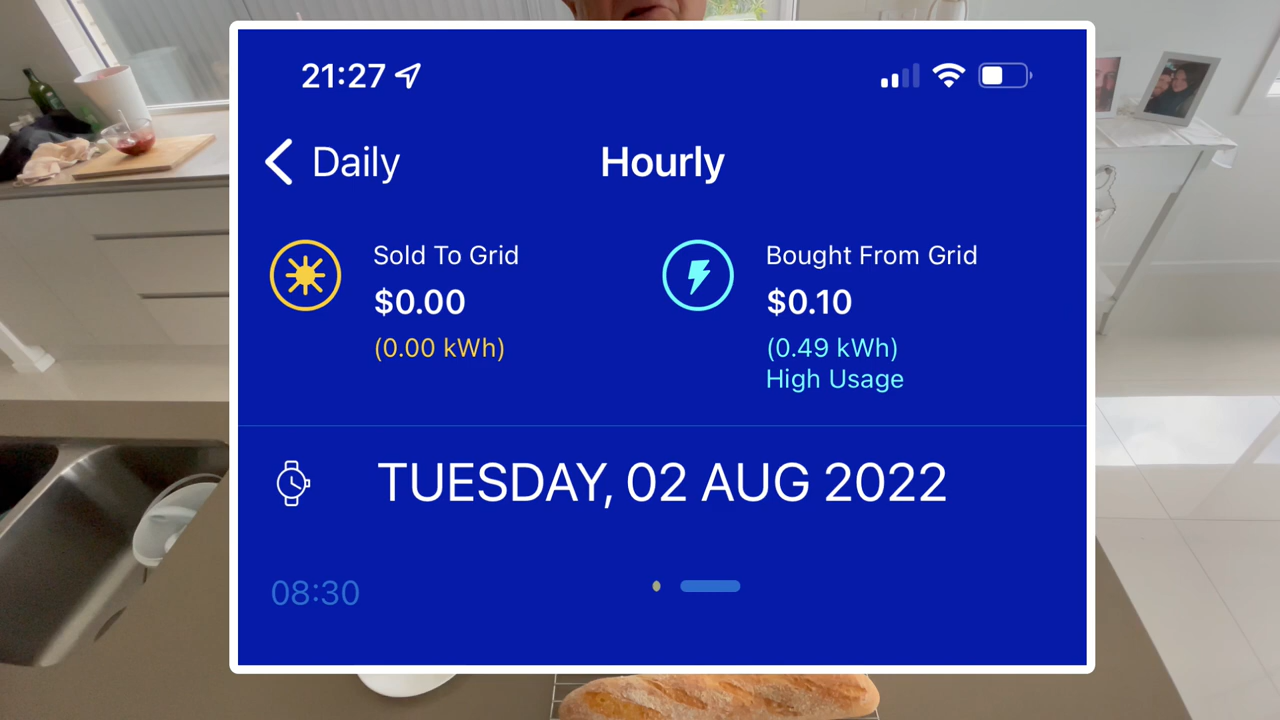 21:27
Daily
Hourly
Sold To Grid
$0.00
(0.00 kWh)
Bought From Grid
$0.10
(0.49 kWh)
High Usage
TUESDAY, 02 AUG 2022
08:30